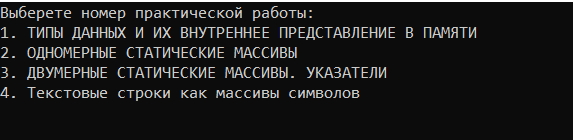 Выберете номер практической работы:
1. ТИПЫ ДАННЫХ И ИХ ВНУТРЕННЕЕ ПРЕДСТАВЛЕНИЕ В ПАМЯТИ
2. ОДНОМЕРНЫЕ СТАТИЧЕСКИЕ МАССИВЫ
3. ДВУМЕРНЫЕ СТАТИЧЕСКИЕ МАССИВЫ. УКАЗАТЕЛИ
4. Текстовые строки как массивы символов